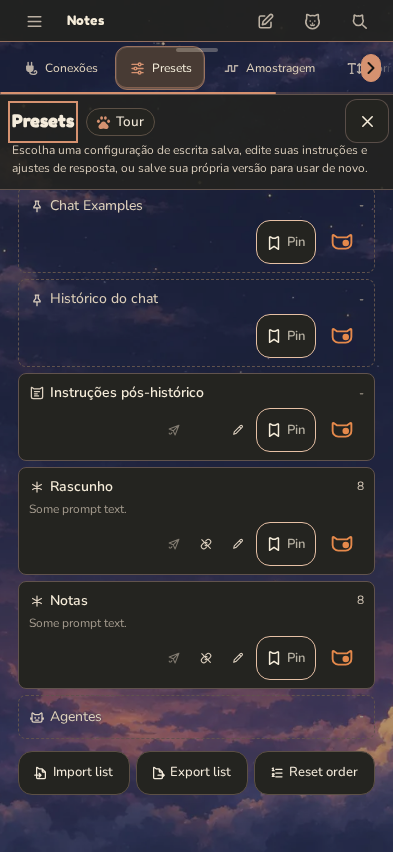 Notes
Conexões
Presets
Amostragem
Presets
Tour
Escolha uma configuração de escrita salva, edite suas instruções e
ajustes de resposta, ou salve sua própria versão para usar de novo.
Chat Examples
-
Pin
Histórico do chat
-
Pin
Instruções pós-histórico
-
Pin
Rascunho
8
Some prompt text.
Pin
Notas
8
Some prompt text.
Pin
Agentes
-
Import list
Export list
Reset order